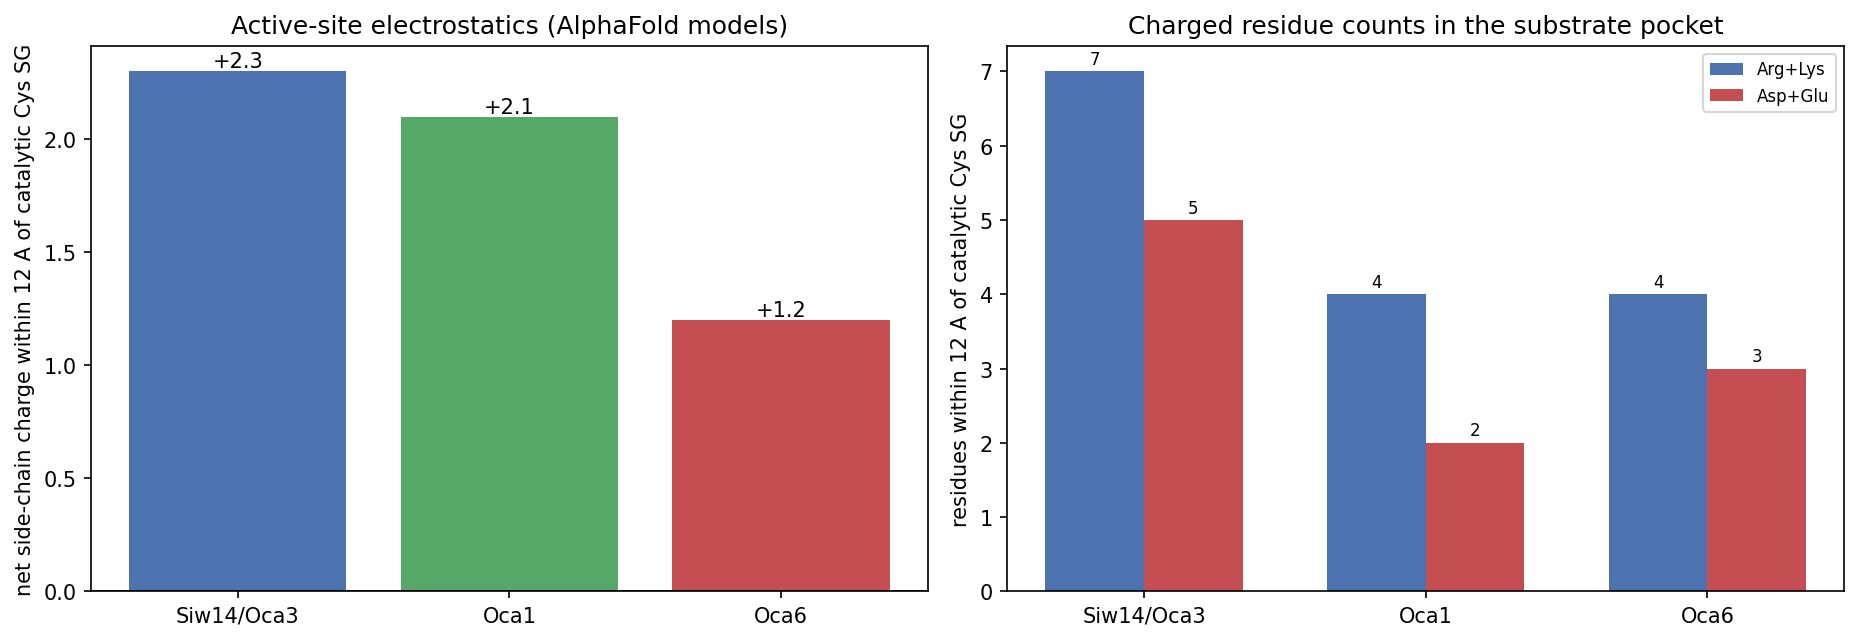 Active-site electrostatics (AlphaFold models)
net side-chain charge within 12 A of catalytic Cys SG
2.0
1.5
1.0
0.5
0.0
+2.3
+2.1
+1.2
Siw14/Oca3
Oca1
Oca6
Charged residue counts in the substrate pocket
residues within 12 A of catalytic Cys SG
7
6
5
4
3
2
1
0
7
5
4
2
4
3
Arg+Lys
Asp+Glu
Siw14/Oca3
Oca1
Oca6